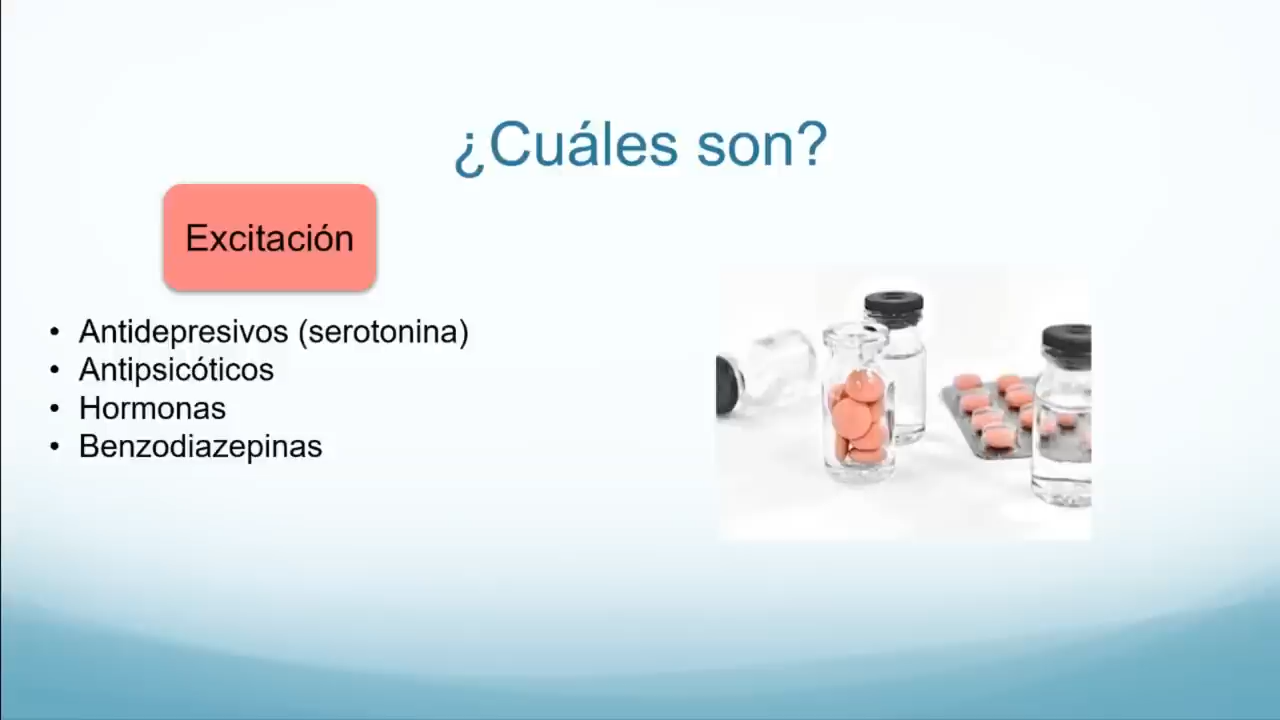 ¿Cuáles son?
Excitación
• Antidepresivos (serotonina)
• Antipsicóticos
• Hormonas
• Benzodiazepinas